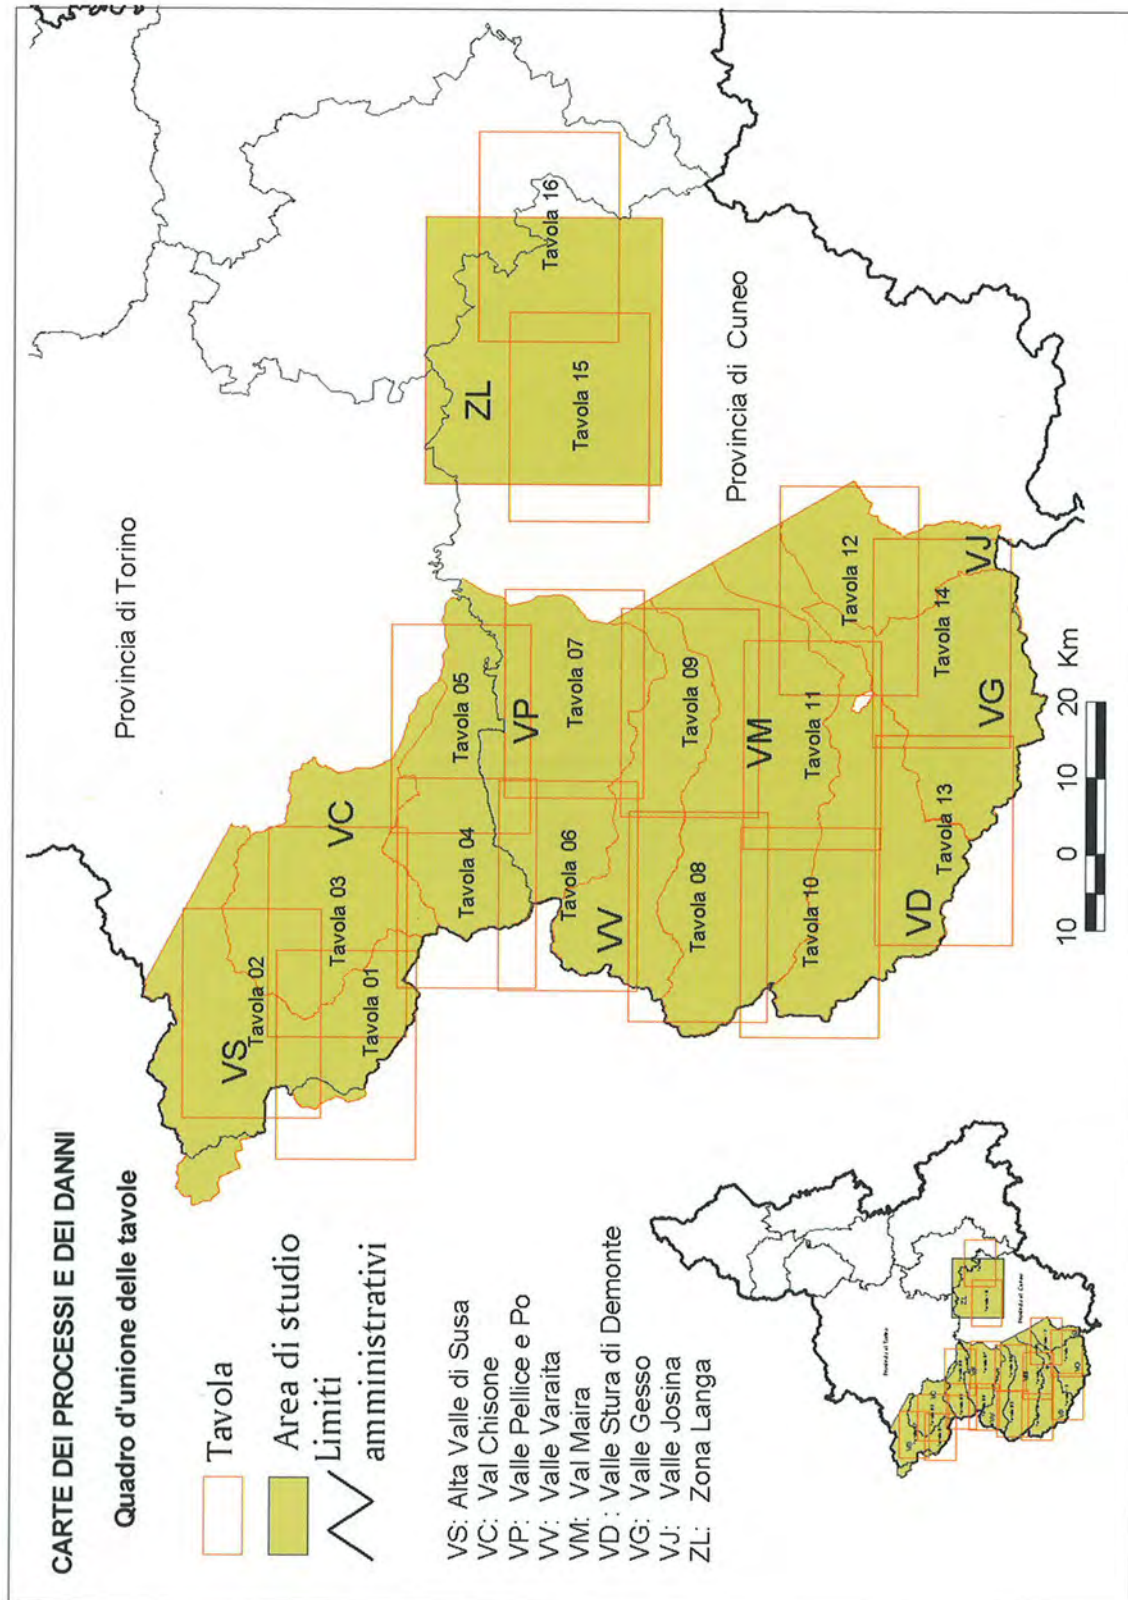 CARTE DEI PROCESSI E DEI DANNI
Quadro d'unione delle tavole
Tavola
Area di studio
Limiti
amministrativi
VS: Alta Valle di Susa
VC: Val Chisone
VP: Valle Pellice e Po
VV: Valle Varaita
VM: Val Maira
VD : Valle Stura di Demonte
VG: Valle Gesso
VJ: Valle Josina
ZL: Zona Langa
Provincia di Torino
Provincia di Cuneo
VS
Tavola 02
Tavola 01
Tavola 03
VC
Tavola 04
Tavola 05
VP
Tavola 06
Tavola 07
VV
Tavola 08
Tavola 09
VM
Tavola 10
Tavola 11
Tavola 12
VD
Tavola 13
VG
Tavola 14
VJ
ZL
Tavola 15
Tavola 16
10 0 10 20 Km
ZL